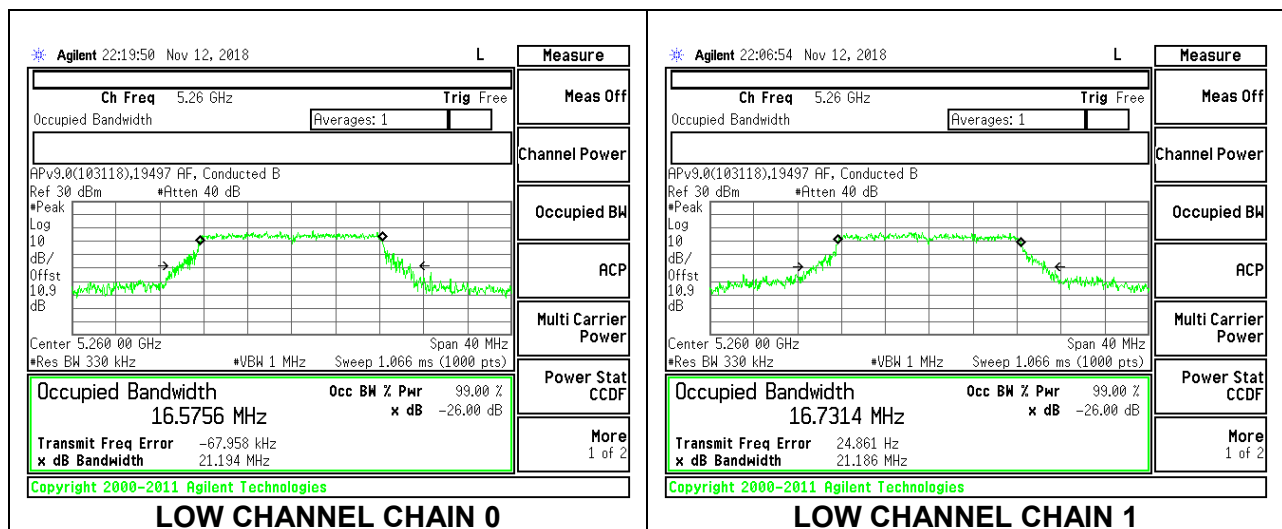 Agilent 22:19:50 Nov 12, 2018 L
Measure
Ch Freq 5.26 GHz Trig Free
Meas Off
Occupied Bandwidth Averages: 1
Channel Power
APv9.0(103118),19497 AF, Conducted B
Ref 30 dBm #Atten 40 dB
#Peak
Log
10
dB/
Offst
10.9
dB
Occupied BW
ACP
Multi Carrier
Power
Center 5.260 00 GHz Span 40 MHz
#Res BW 330 kHz #VBW 1 MHz Sweep 1.066 ms (1000 pts)
Power Stat
CCDF
Occupied Bandwidth Occ BW % Pwr 99.00 %
16.5756 MHz x dB -26.00 dB
Transmit Freq Error -67.958 kHz
x dB Bandwidth 21.194 MHz
More
1 of 2
Copyright 2000-2011 Agilent Technologies
LOW CHANNEL CHAIN 0
Agilent 22:06:54 Nov 12, 2018 L
Measure
Ch Freq 5.26 GHz Trig Free
Meas Off
Occupied Bandwidth Averages: 1
Channel Power
APv9.0(103118),19497 AF, Conducted B
Ref 30 dBm #Atten 40 dB
#Peak
Log
10
dB/
Offst
10.9
dB
Occupied BW
ACP
Multi Carrier
Power
Center 5.260 00 GHz Span 40 MHz
#Res BW 330 kHz #VBW 1 MHz Sweep 1.066 ms (1000 pts)
Power Stat
CCDF
Occupied Bandwidth Occ BW % Pwr 99.00 %
16.7314 MHz x dB -26.00 dB
Transmit Freq Error 24.861 Hz
x dB Bandwidth 21.186 MHz
More
1 of 2
Copyright 2000-2011 Agilent Technologies
LOW CHANNEL CHAIN 1